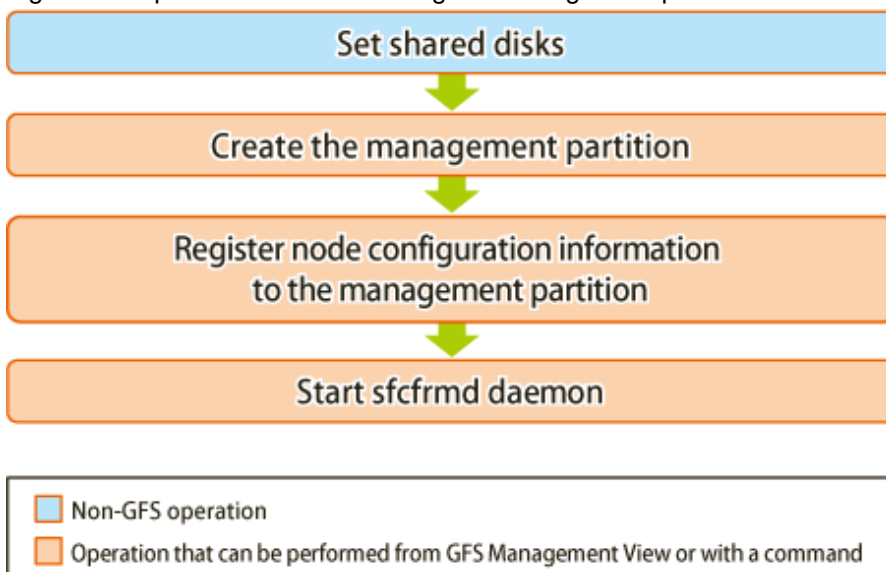 Set shared disks
Create the management partition
Register node configuration information
to the management partition
Start sfcfrmd daemon
Non-GFS operation
Operation that can be performed from GFS Management View or with a command